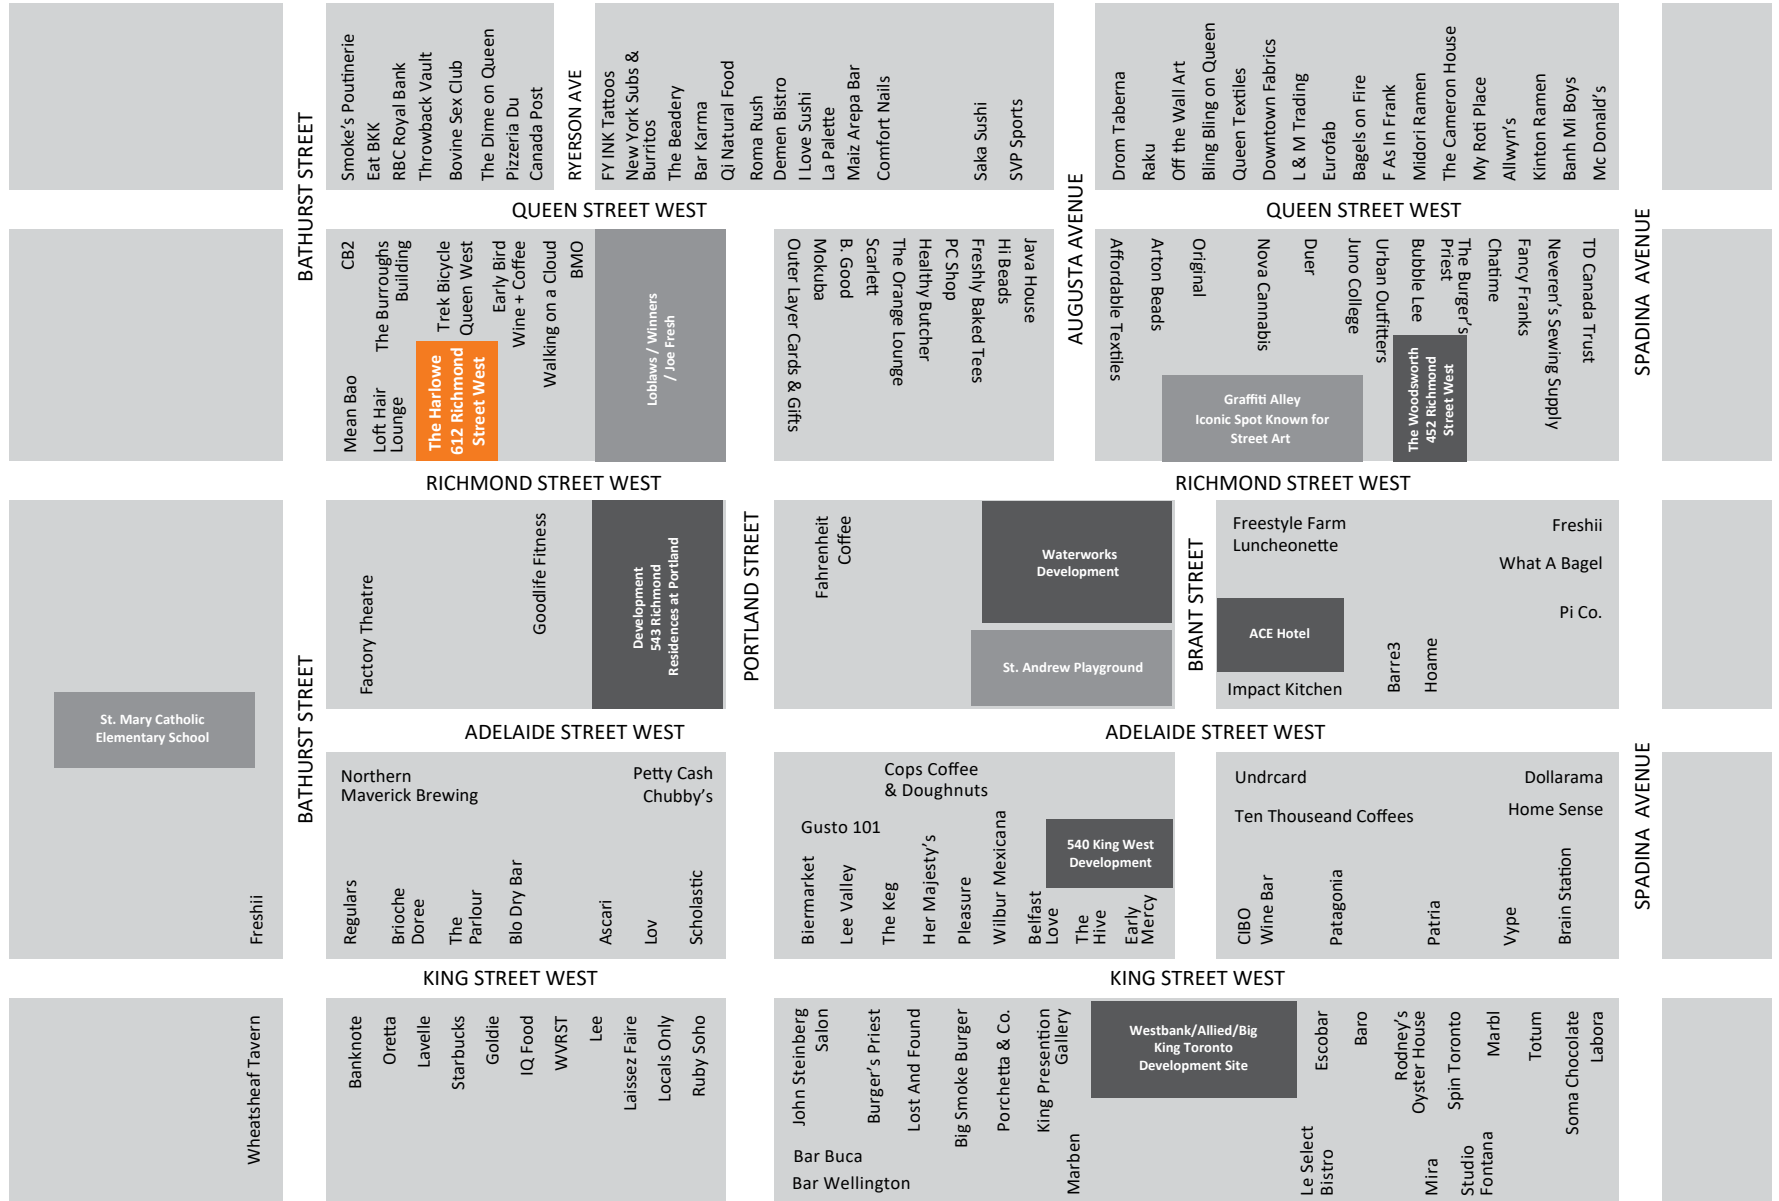 BATHURST STREET
Smoke's Poutinerie
Eat BKK
RBC Royal Bank
Throwback Vault
Bovine Sex Club
The Dime on Queen
Pizzeria Du
Canada Post
RYERSON AVE
FY INK Tattoos
New York Subs &
Burritos
The Beadery
Bar Karma
Qi Natural Food
Roma Rush
Demen Bistro
I Love Sushi
La Palette
Maiz Arepa Bar
Comfort Nails
Saka Sushi
SVP Sports
Drom Taberna
Raku
Off the Wall Art
Bling Bling on Queen
Queen Textiles
Downtown Fabrics
L & M Trading
Eurofab
Bagels on Fire
F As In Frank
Midori Ramen
The Cameron House
My Roti Place
Allwyn's
Kinton Ramen
Banh Mi Boys
Mc Donald's
QUEEN STREET WEST
QUEEN STREET WEST
AUGUSTA AVENUE
SPADINA AVENUE
CB2
The Burroughs
Building
Trek Bicycle
Queen West
Early Bird
Wine + Coffee
Walking on a Cloud
BMO
Mean Bao
Loft Hair
Lounge
The Harlowe
612 Richmond
Street West
Loblaws / Winners
/ Joe Fresh
Outer Layer Cards & Gifts
Mokuba
B. Good
Scarlett
The Orange Lounge
Healthy Butcher
PC Shop
Freshly Baked Tees
Hi Beads
Java House
Affordable Textiles
Arton Beads
Original
Nova Cannabis
Duer
Juno College
Urban Outfitters
Bubble Lee
The Burger's
Priest
Chatime
Fancy Franks
Neveren's Sewing Supply
TD Canada Trust
Graffiti Alley
Iconic Spot Known for
Street Art
The Woodsworth
452 Richmond
Street West
RICHMOND STREET WEST
RICHMOND STREET WEST
Factory Theatre
Goodlife Fitness
Development
543 Richmond
Residences at Portland
PORTLAND STREET
Fahrenheit
Coffee
Waterworks
Development
St. Andrew Playground
BRANT STREET
Freestyle Farm
Luncheonette
Freshii
What A Bagel
Pi Co.
ACE Hotel
Impact Kitchen
Barre3
Hoame
St. Mary Catholic
Elementary School
BATHURST STREET
ADELAIDE STREET WEST
ADELAIDE STREET WEST
SPADINA AVENUE
Northern
Maverick Brewing
Petty Cash
Chubby's
Regulars
Brioche
Doree
The
Parlour
Blo Dry Bar
Ascari
Lov
Scholastic
Cops Coffee
& Doughnuts
Gusto 101
540 King West
Development
Biermarket
Lee Valley
The Keg
Her Majesty's
Pleasure
Wilbur Mexicana
Belfast
Love
The
Hive
Early
Mercy
Undrcard
Ten Thouseand Coffees
Dollarama
Home Sense
CIBO
Wine Bar
Patagonia
Patria
Vype
Brain Station
Freshii
KING STREET WEST
KING STREET WEST
Wheatsheaf Tavern
Banknote
Oretta
Lavelle
Starbucks
Goldie
IQ Food
WVRST
Lee
Laissez Faire
Locals Only
Ruby Soho
John Steinberg
Salon
Burger's Priest
Lost And Found
Big Smoke Burger
Porchetta & Co.
King Presention
Gallery
Westbank/Allied/Big
King Toronto
Development Site
Escobar
Baro
Rodney's
Oyster House
Spin Toronto
Marbl
Totum
Soma Chocolate
Labora
Bar Buca
Bar Wellington
Marben
Le Select
Bistro
Mira
Studio
Fontana